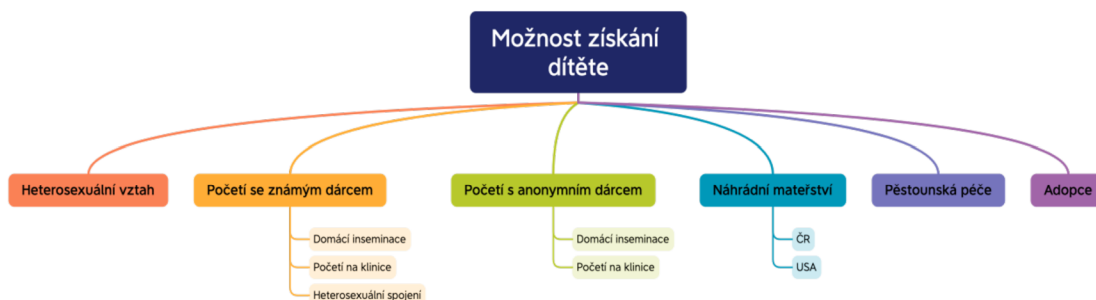 Možnost získání
dítěte
Heterosexuální vztah
Početí se známým dárcem
Početí s anonymním dárcem
Náhrádní mateřství
Pěstounská péče
Adopce
Domácí inseminace
Početí na klinice
Heterosexuální spojení
Domácí inseminace
Početí na klinice
ČR
USA